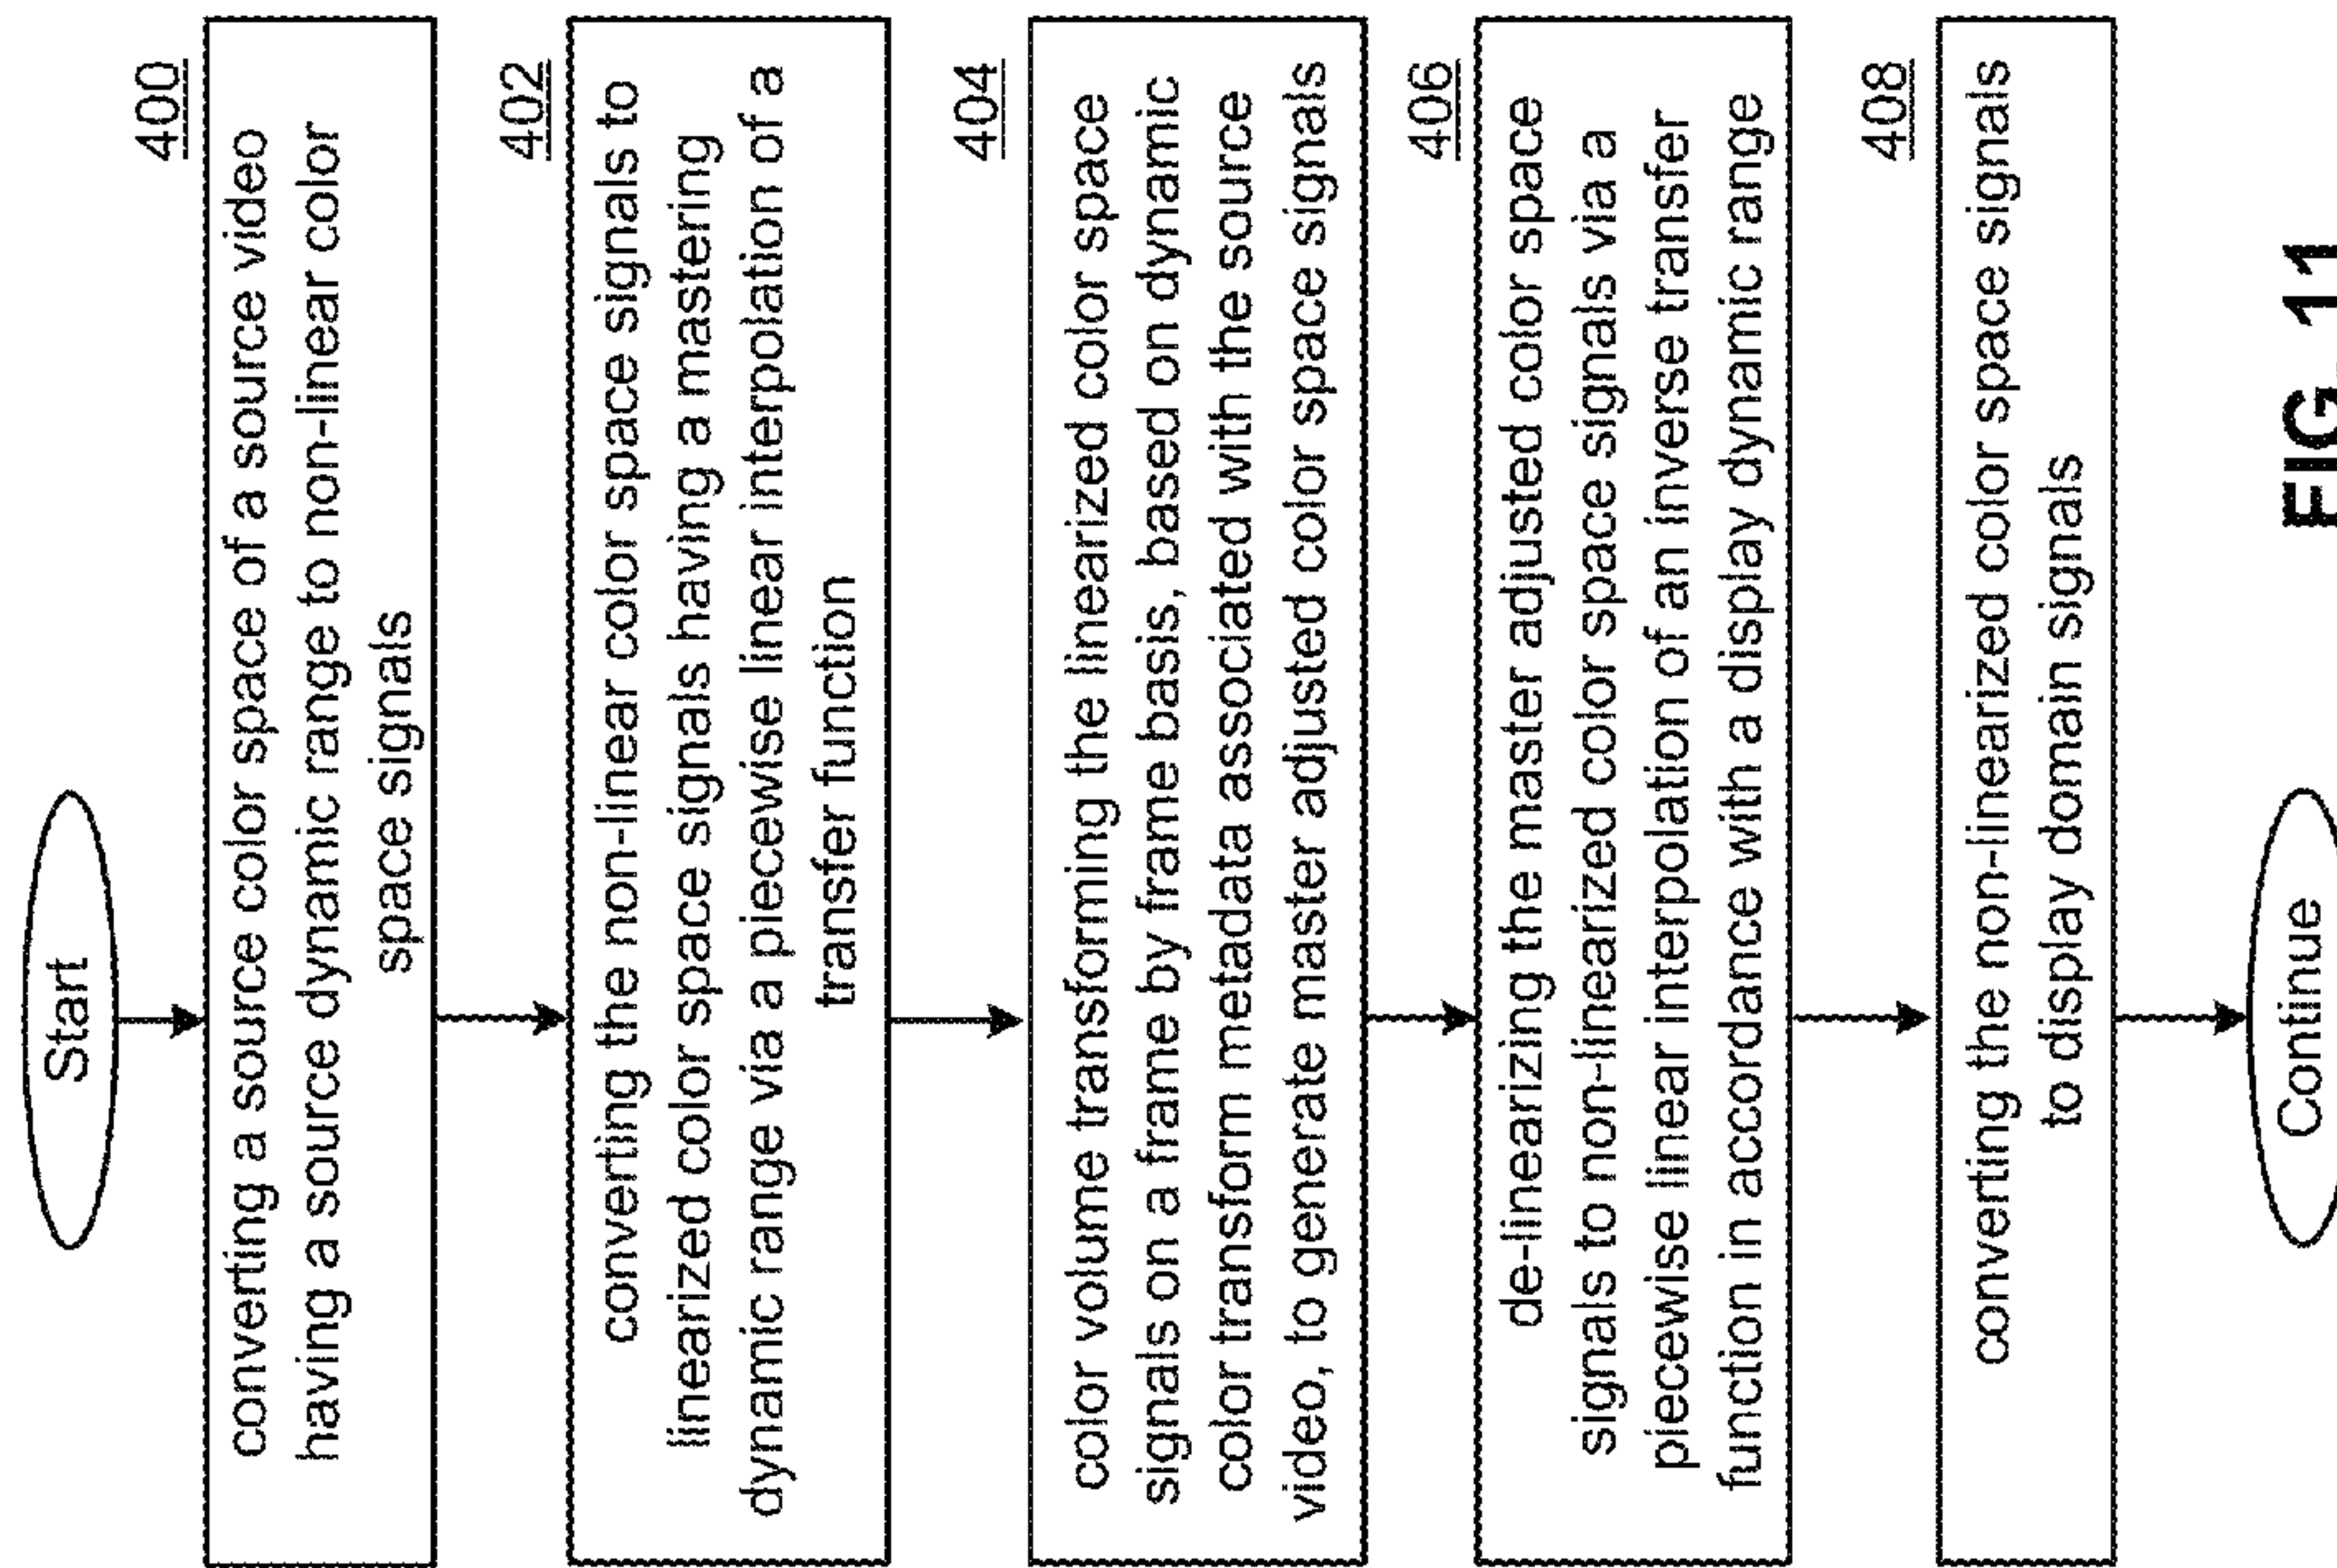 Start
400
converting a source color space of a source video
having a source dynamic range to non-linear color
space signals
402
converting the non-linear color space signals to
linearized color space signals having a mastering
dynamic range via a piecewise linear interpolation of a
transfer function
404
color volume transforming the linearized color space
signals on a frame by frame basis, based on dynamic
color transform metadata associated with the source
video, to generate master adjusted color space signals
406
de-linearizing the master adjusted color space
signals to non-linearized color space signals via a
piecewise linear interpolation of an inverse transfer
function in accordance with a display dynamic range
408
converting the non-linearized color space signals
to display domain signals
Continue
FIG. 11